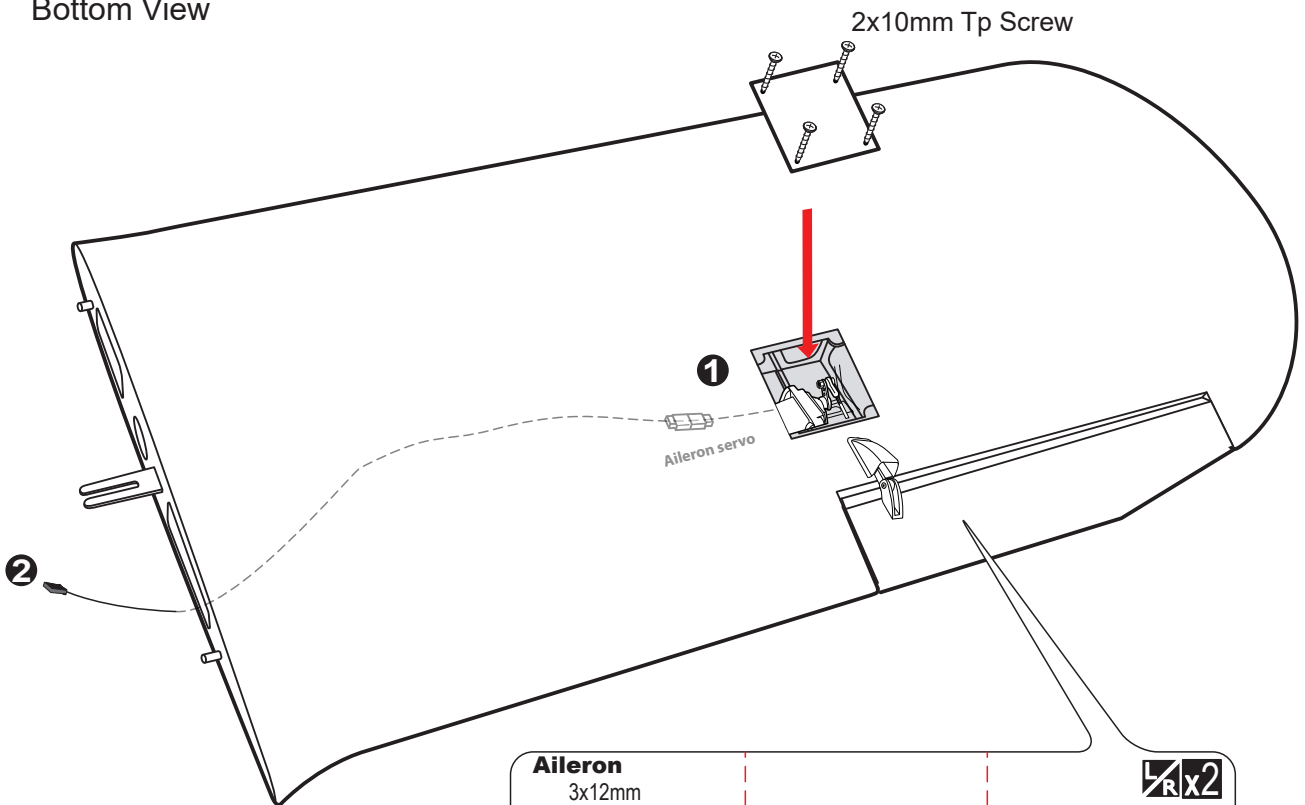 Bottom View
2x10mm Tp Screw
1
Aileron servo
2
Aileron
3x12mm
L/R x2